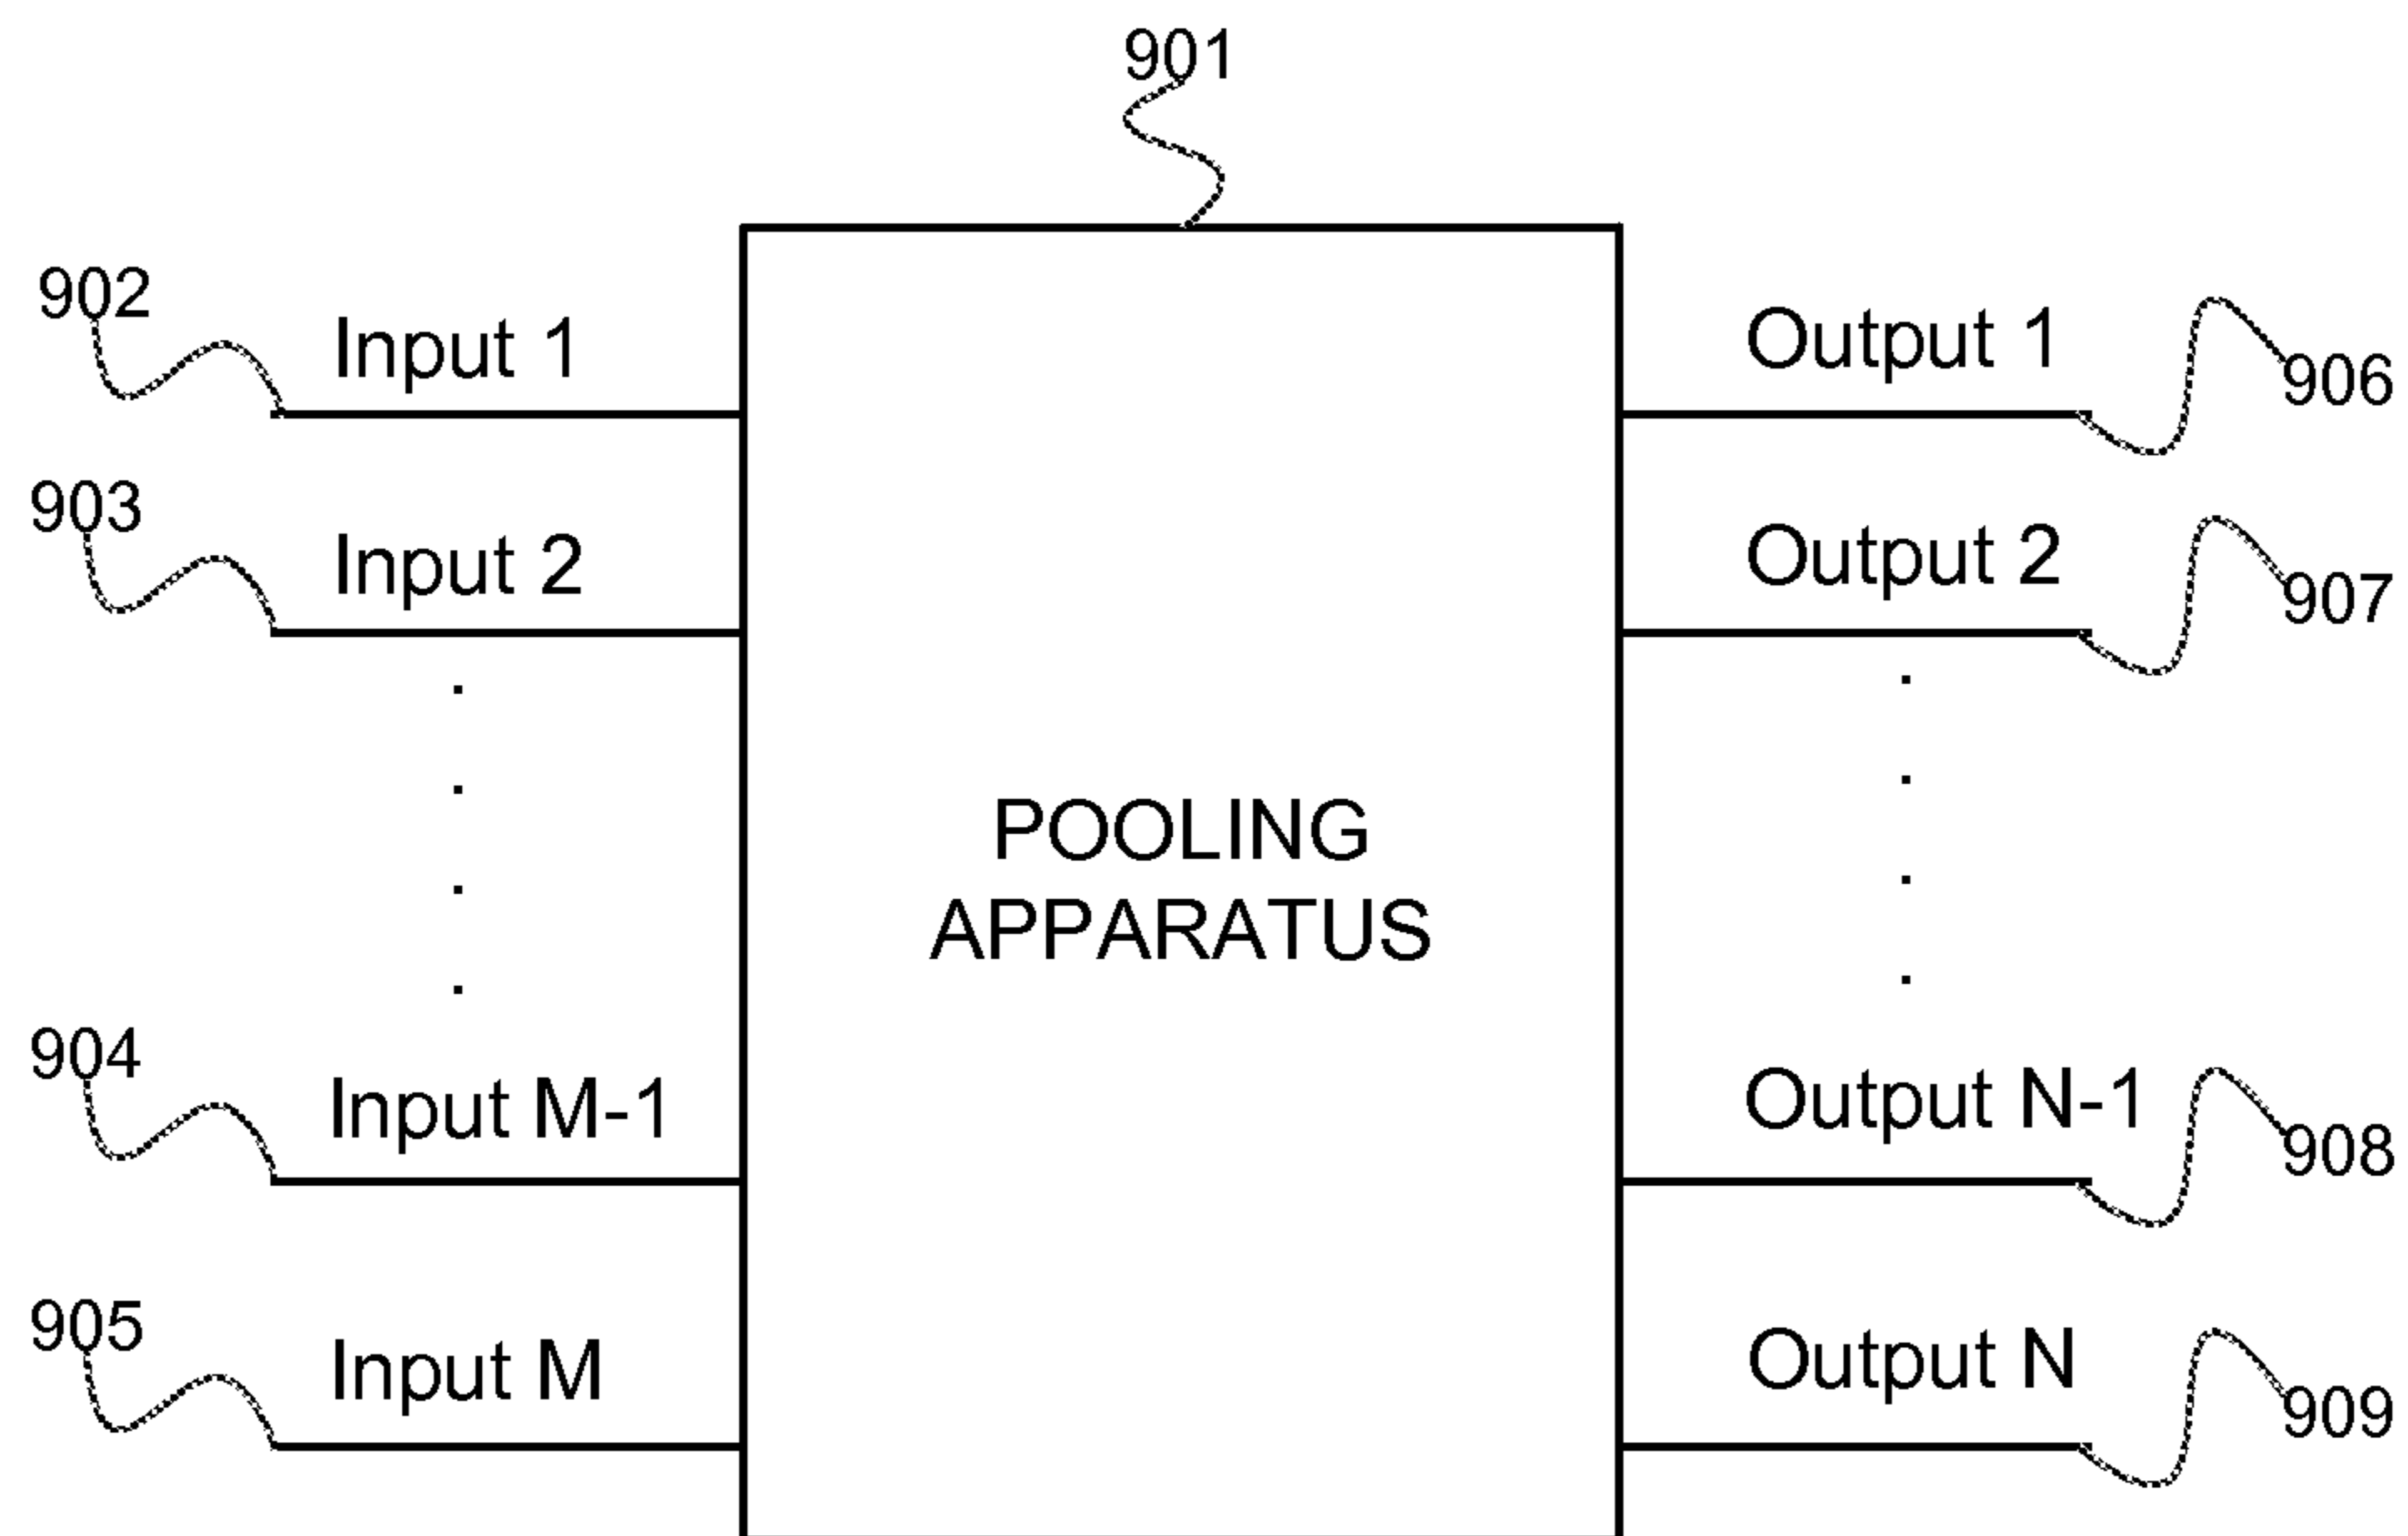 901
902
Input 1
Output 1
906
903
Input 2
Output 2
907
POOLING
APPARATUS
904
Input M-1
Output N-1
908
905
Input M
Output N
909